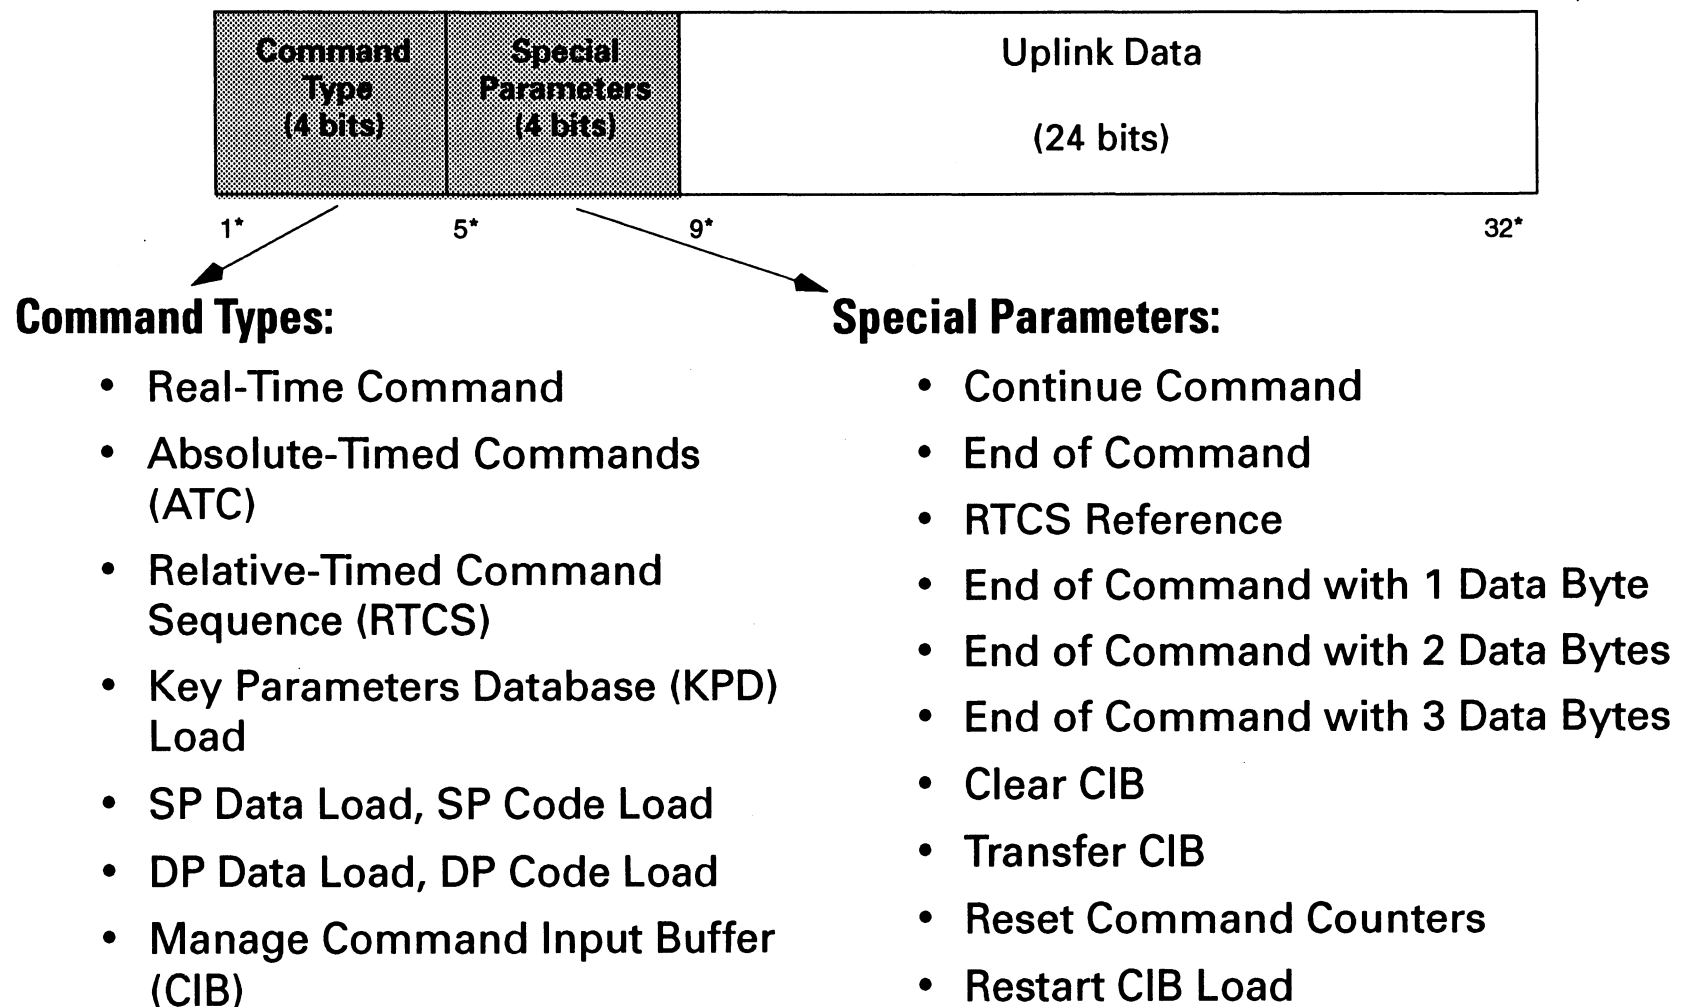 Command
Type
(4 bits)
Special
Parameters
(4 bits)
Uplink Data
(24 bits)
1*
5*
9*
32*
Command Types:
• Real-Time Command
• Absolute-Timed Commands
(ATC)
• Relative-Timed Command
Sequence (RTCS)
• Key Parameters Database (KPD)
Load
• SP Data Load, SP Code Load
• DP Data Load, DP Code Load
• Manage Command Input Buffer
(CIB)
Special Parameters:
• Continue Command
• End of Command
• RTCS Reference
• End of Command with 1 Data Byte
• End of Command with 2 Data Bytes
• End of Command with 3 Data Bytes
• Clear CIB
• Transfer CIB
• Reset Command Counters
• Restart CIB Load